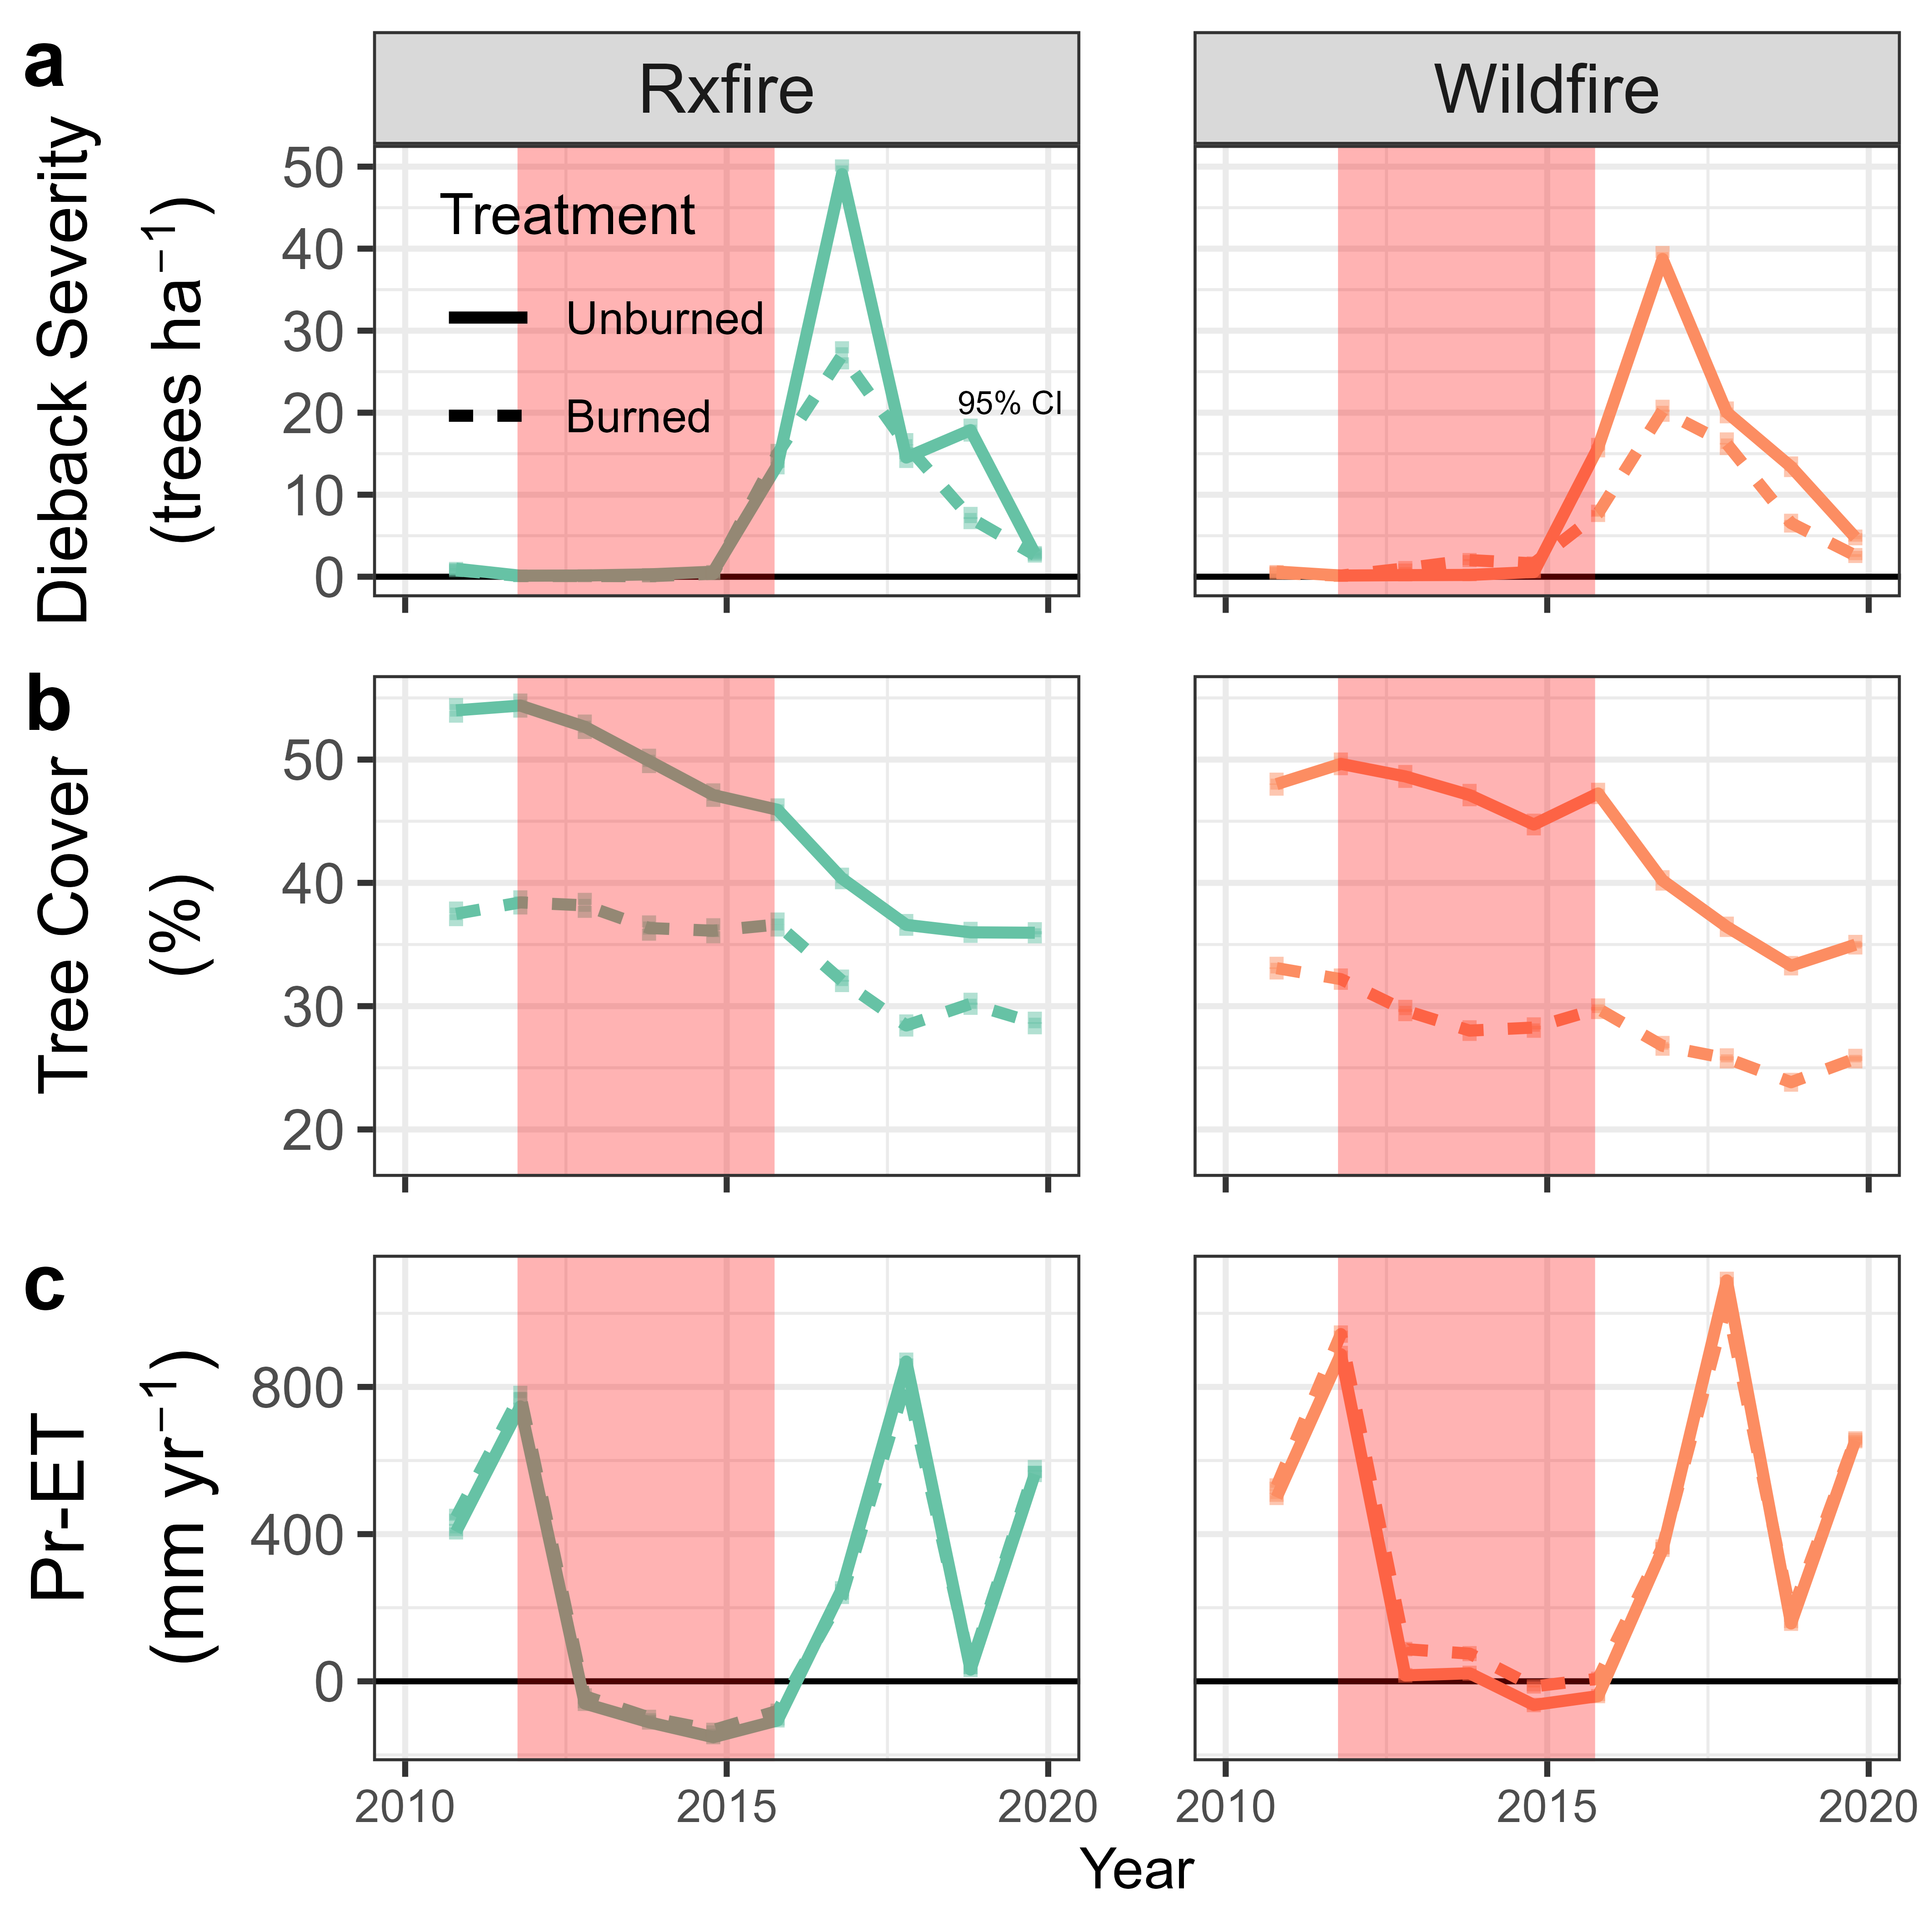 a
Rxfire
Wildfire
Dieback Severity
(trees ha⁻¹)
50
40
30
20
10
0
Treatment
Unburned
Burned
95% CI
b
Tree Cover
(%)
50
40
30
20
c
Pr-ET
(mm yr⁻¹)
800
400
0
2010 2015 2020 2010 2015 2020
Year